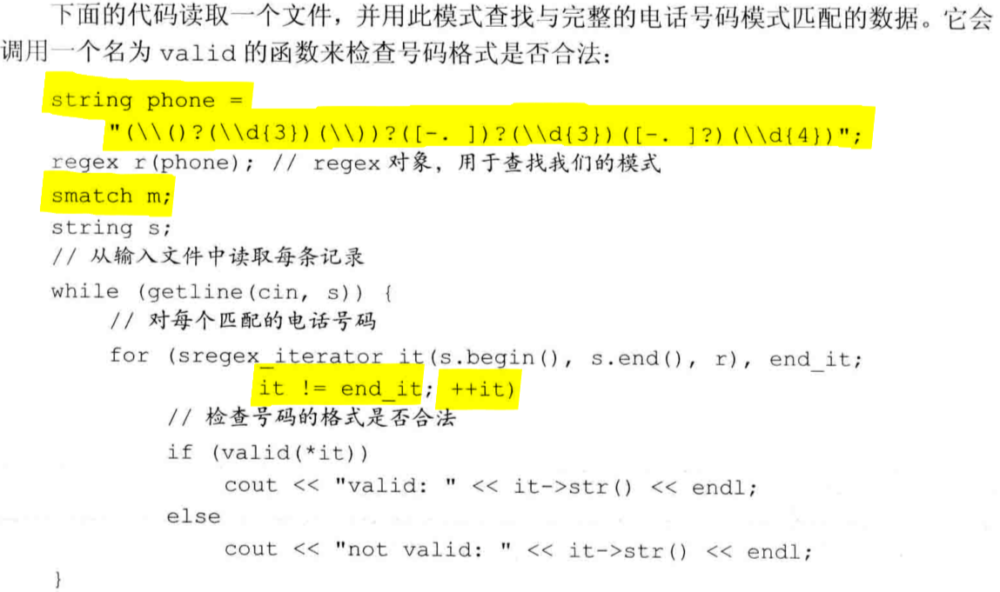 下面的代码读取一个文件，并用此模式查找与完整的电话号码模式匹配的数据。它会
调用一个名为 valid 的函数来检查号码格式是否合法：
string phone =
"(\\()?(\\d{3})(\\))?([-. ])?(\\d{3})([-. ]?)(\\d{4})";
regex r(phone); // regex 对象，用于查找我们的模式
smatch m;
string s;
// 从输入文件中读取每条记录
while (getline(cin, s)) {
// 对每个匹配的电话号码
for (sregex_iterator it(s.begin(), s.end(), r), end_it;
it != end_it; ++it)
// 检查号码的格式是否合法
if (valid(*it))
cout << "valid: " << it->str() << endl;
else
cout << "not valid: " << it->str() << endl;
}